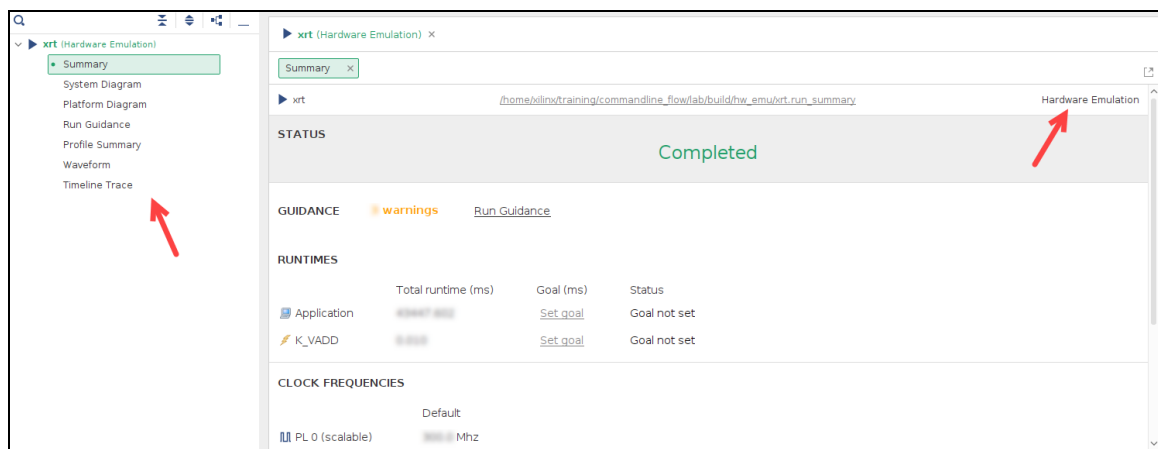 xrt (Hardware Emulation)
Summary
System Diagram
Platform Diagram
Run Guidance
Profile Summary
Waveform
Timeline Trace
xrt (Hardware Emulation)
Summary
xrt /home/xilinx/training/commandline_flow/lab/build/hw_emu/xrt.run_summary Hardware Emulation
STATUS
Completed
GUIDANCE warnings Run Guidance
RUNTIMES
Total runtime (ms) Goal (ms) Status
Application Set goal Goal not set
K_VADD Set goal Goal not set
CLOCK FREQUENCIES
Default
PL 0 (scalable) Mhz